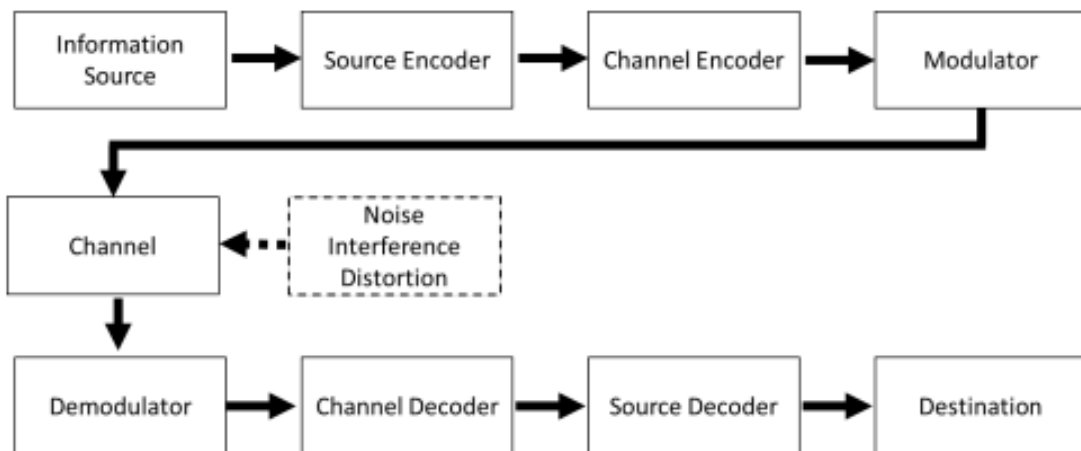 Information
Source
Source Encoder
Channel Encoder
Modulator
Channel
Noise
Interference
Distortion
Demodulator
Channel Decoder
Source Decoder
Destination